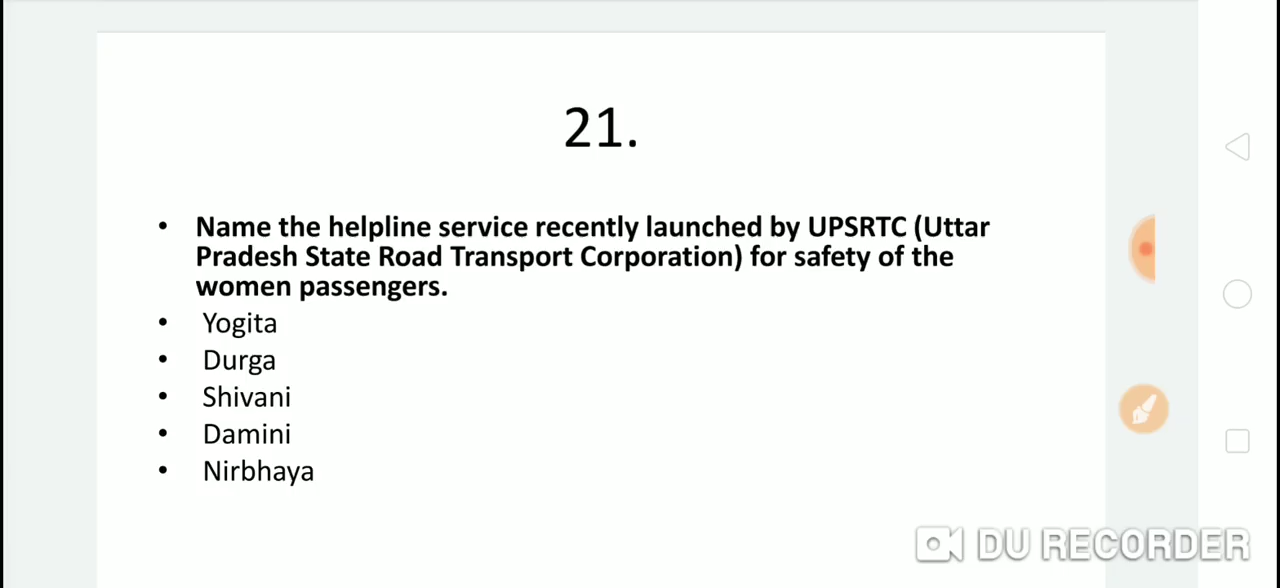 21.
• Name the helpline service recently launched by UPSRTC (Uttar
Pradesh State Road Transport Corporation) for safety of the
women passengers.
• Yogita
• Durga
• Shivani
• Damini
• Nirbhaya
DU RECORDER